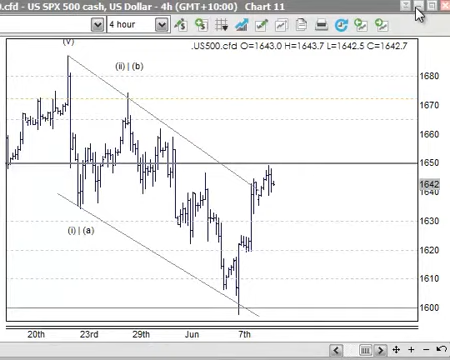 0.cfd - US SPX 500 cash, US Dollar - 4h (GMT+10:00) Chart 11
4 hour
.US500.cfd O=1643.0 H=1643.7 L=1642.5 C=1642.7
(v)
(ii) | (b)
(i) | (a)
1680
1670
1660
1650
1642
1640
1630
1620
1610
1600
20th 23rd 29th Jun 7th